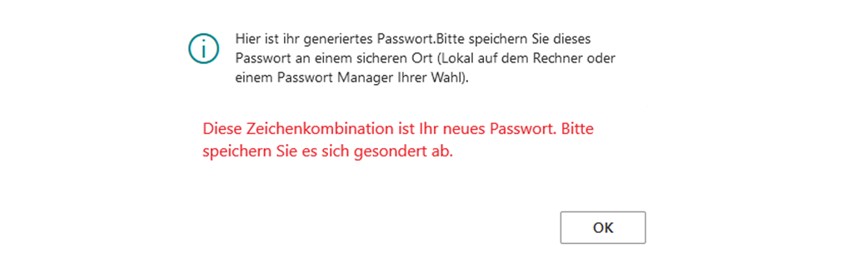 Hier ist ihr generiertes Passwort.Bitte speichern Sie dieses
Passwort an einem sicheren Ort (Lokal auf dem Rechner oder
einem Passwort Manager Ihrer Wahl).
Diese Zeichenkombination ist Ihr neues Passwort. Bitte
speichern Sie es sich gesondert ab.
OK